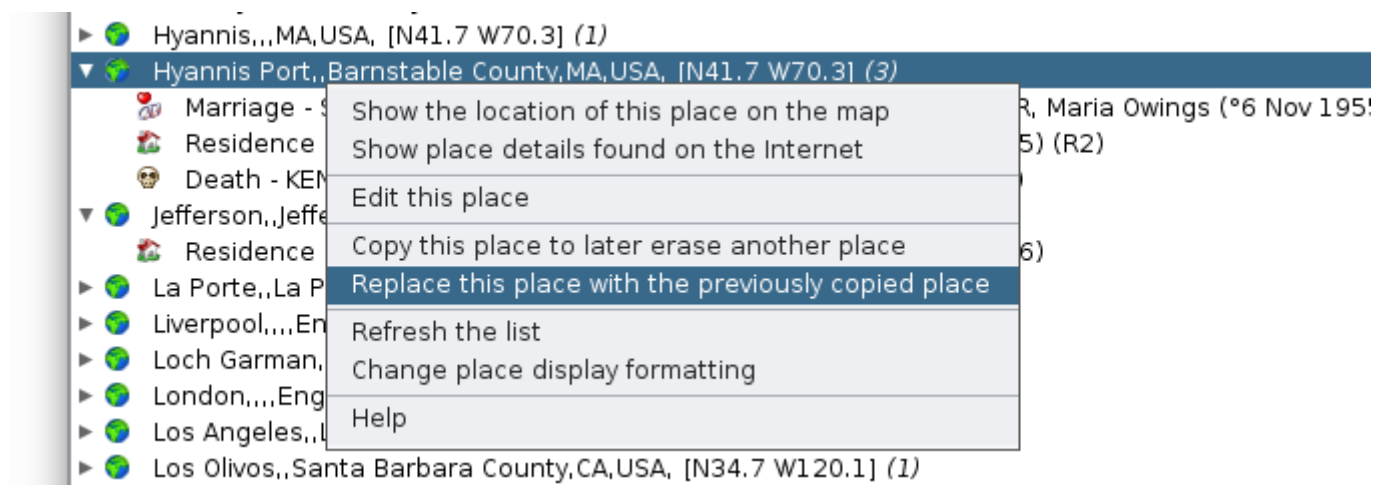 Hyannis,,,MA,USA, [N41.7 W70.3] (1)
Hyannis Port,,Barnstable County,MA,USA, [N41.7 W70.3] (3)
Marriage - R, Maria Owings (°6 Nov 195
Residence 5) (R2)
Death - KEN )
Jefferson,,Jeffe
Residence 6)
La Porte,,La P
Liverpool,,,,En
Loch Garman,
London,,,,Eng
Los Angeles,,L
Los Olivos,,Santa Barbara County,CA,USA, [N34.7 W120.1] (1)
Show the location of this place on the map
Show place details found on the Internet
Edit this place
Copy this place to later erase another place
Replace this place with the previously copied place
Refresh the list
Change place display formatting
Help